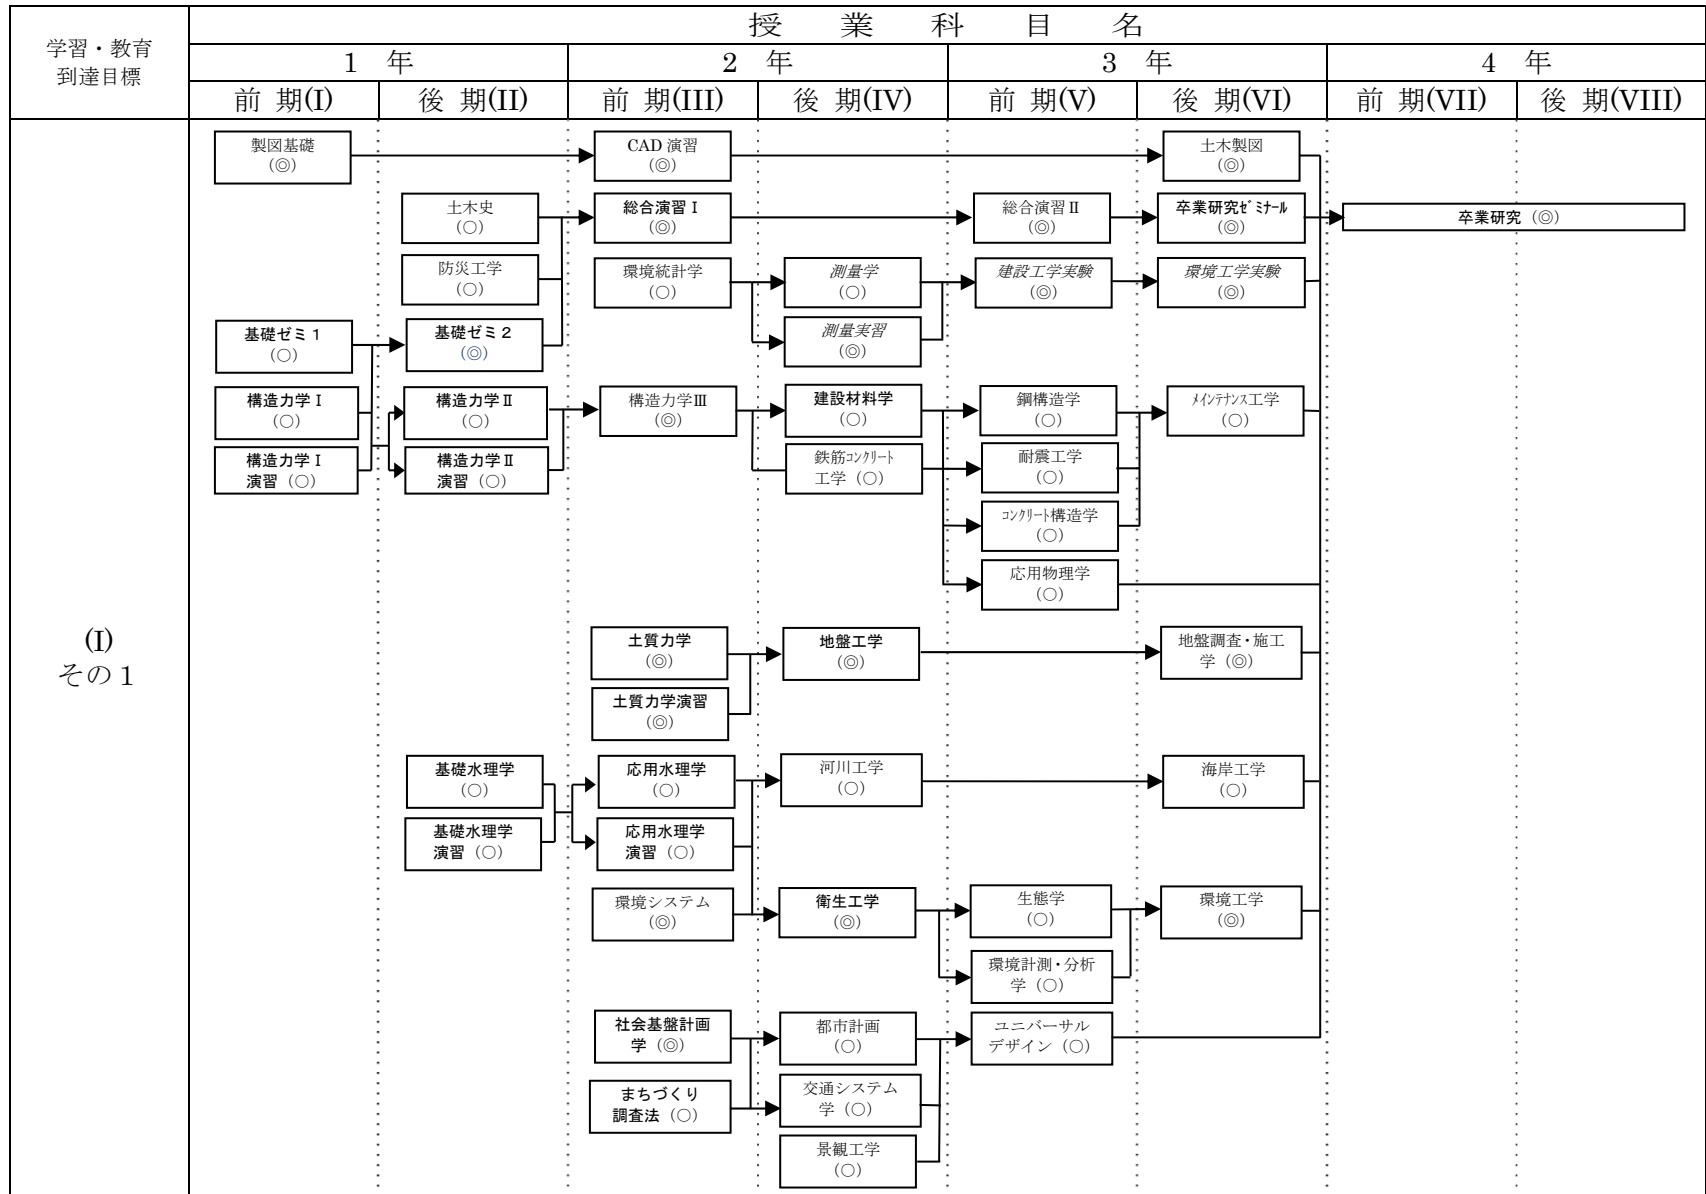 学習・教育
到達目標
授 業 科 目 名
1 年
2 年
3 年
4 年
前 期(I)
後 期(II)
前 期(III)
後 期(IV)
前 期(V)
後 期(VI)
前 期(VII)
後 期(VIII)
(I)
その１
製図基礎
(◎)
CAD 演習
(◎)
土木製図
(◎)
土木史
(○)
総合演習Ⅰ
(◎)
総合演習Ⅱ
(◎)
卒業研究ｾﾞﾐﾅｰﾙ
(◎)
卒業研究 (◎)
防災工学
(○)
環境統計学
(○)
測量学
(○)
建設工学実験
(◎)
環境工学実験
(◎)
基礎ゼミ１
(○)
基礎ゼミ２
(◎)
測量実習
(◎)
構造力学Ⅰ
(○)
構造力学Ⅱ
(○)
構造力学Ⅲ
(◎)
建設材料学
(○)
鋼構造学
(○)
ﾒｲﾝﾃﾅﾝｽ工学
(○)
構造力学Ⅰ
演習 (○)
構造力学Ⅱ
演習 (○)
鉄筋ｺﾝｸﾘｰﾄ
工学 (○)
耐震工学
(○)
ｺﾝｸﾘｰﾄ構造学
(○)
応用物理学
(○)
土質力学
(◎)
地盤工学
(◎)
地盤調査・施工
学 (◎)
土質力学演習
(◎)
基礎水理学
(○)
応用水理学
(○)
河川工学
(○)
海岸工学
(○)
基礎水理学
演習 (○)
応用水理学
演習 (○)
環境システム
(◎)
衛生工学
(◎)
生態学
(○)
環境工学
(◎)
環境計測・分析
学 (○)
社会基盤計画
学 (◎)
都市計画
(○)
ユニバーサル
デザイン (○)
まちづくり
調査法 (○)
交通システム
学 (○)
景観工学
(○)